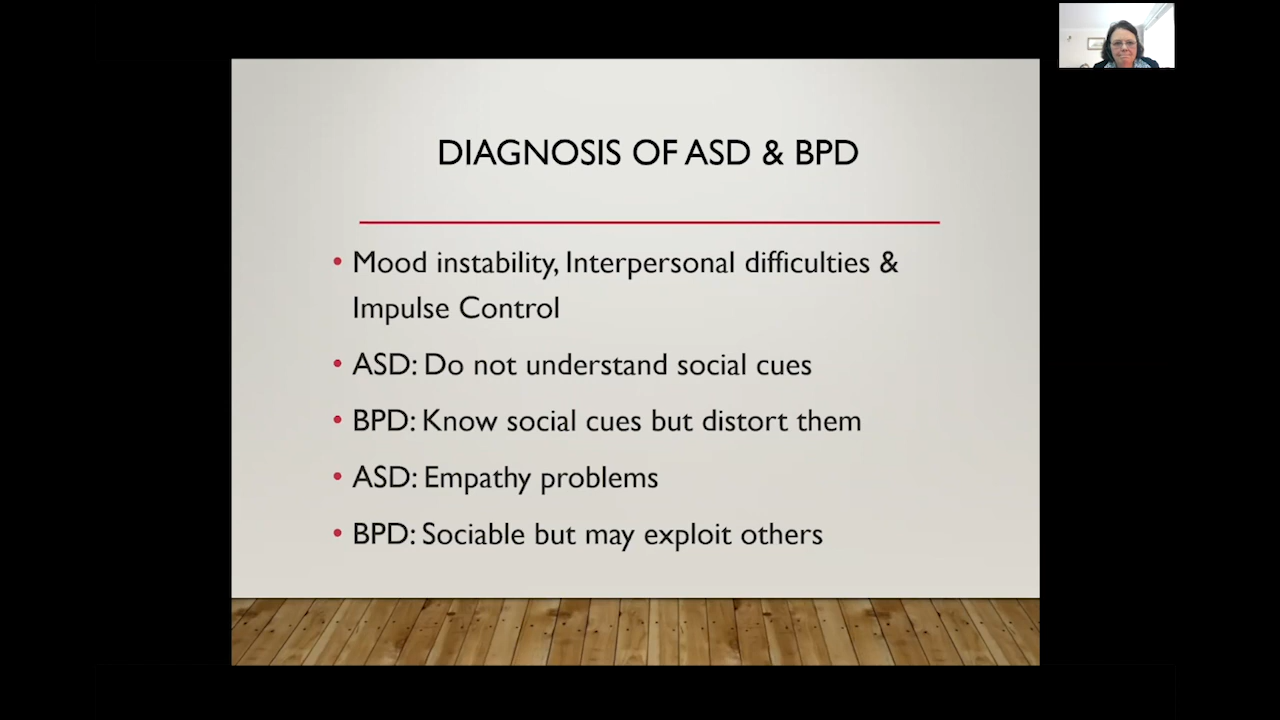 DIAGNOSIS OF ASD & BPD
• Mood instability, Interpersonal difficulties &
Impulse Control
• ASD: Do not understand social cues
• BPD: Know social cues but distort them
• ASD: Empathy problems
• BPD: Sociable but may exploit others